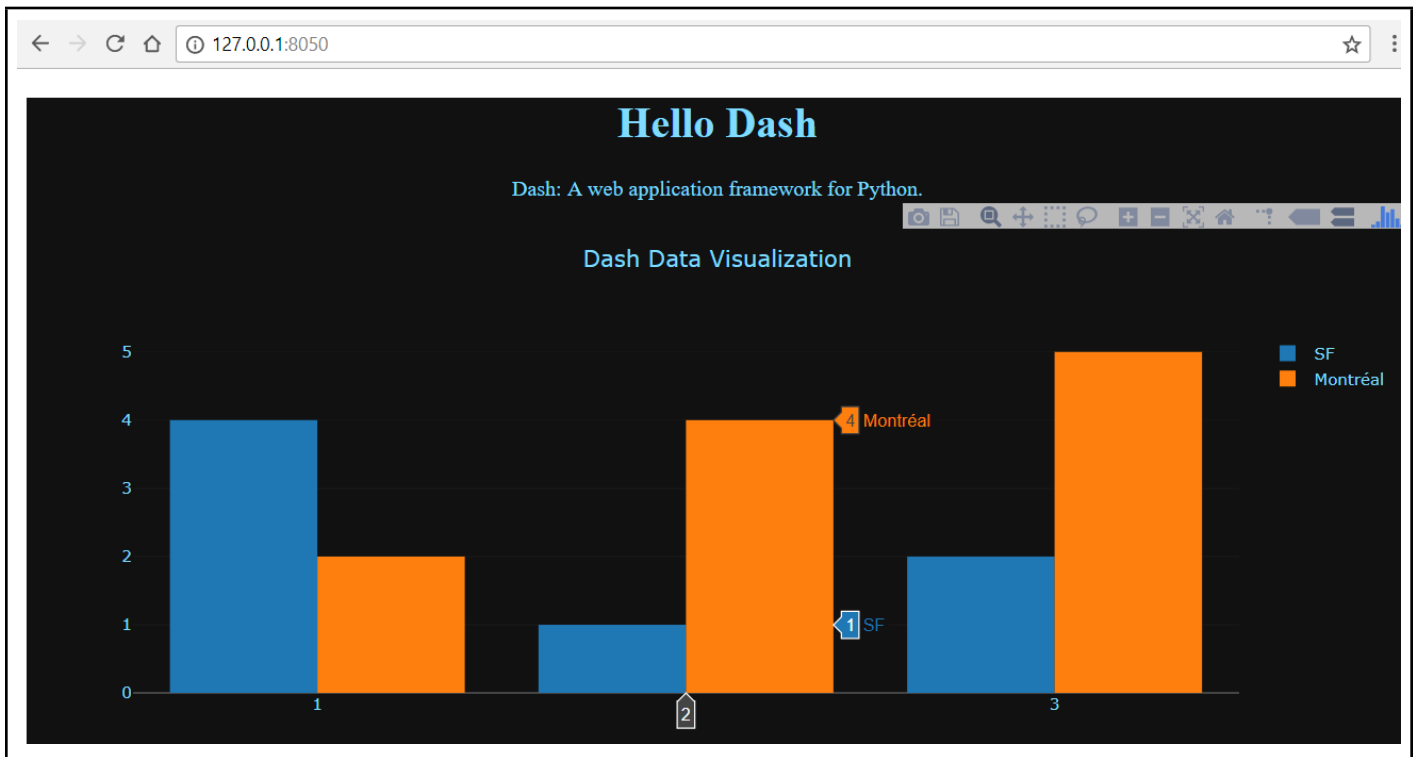 127.0.0.1:8050
Hello Dash
Dash: A web application framework for Python.
Dash Data Visualization
5
SF
Montréal
4
4 Montréal
3
2
1
1 SF
0
1
2
3